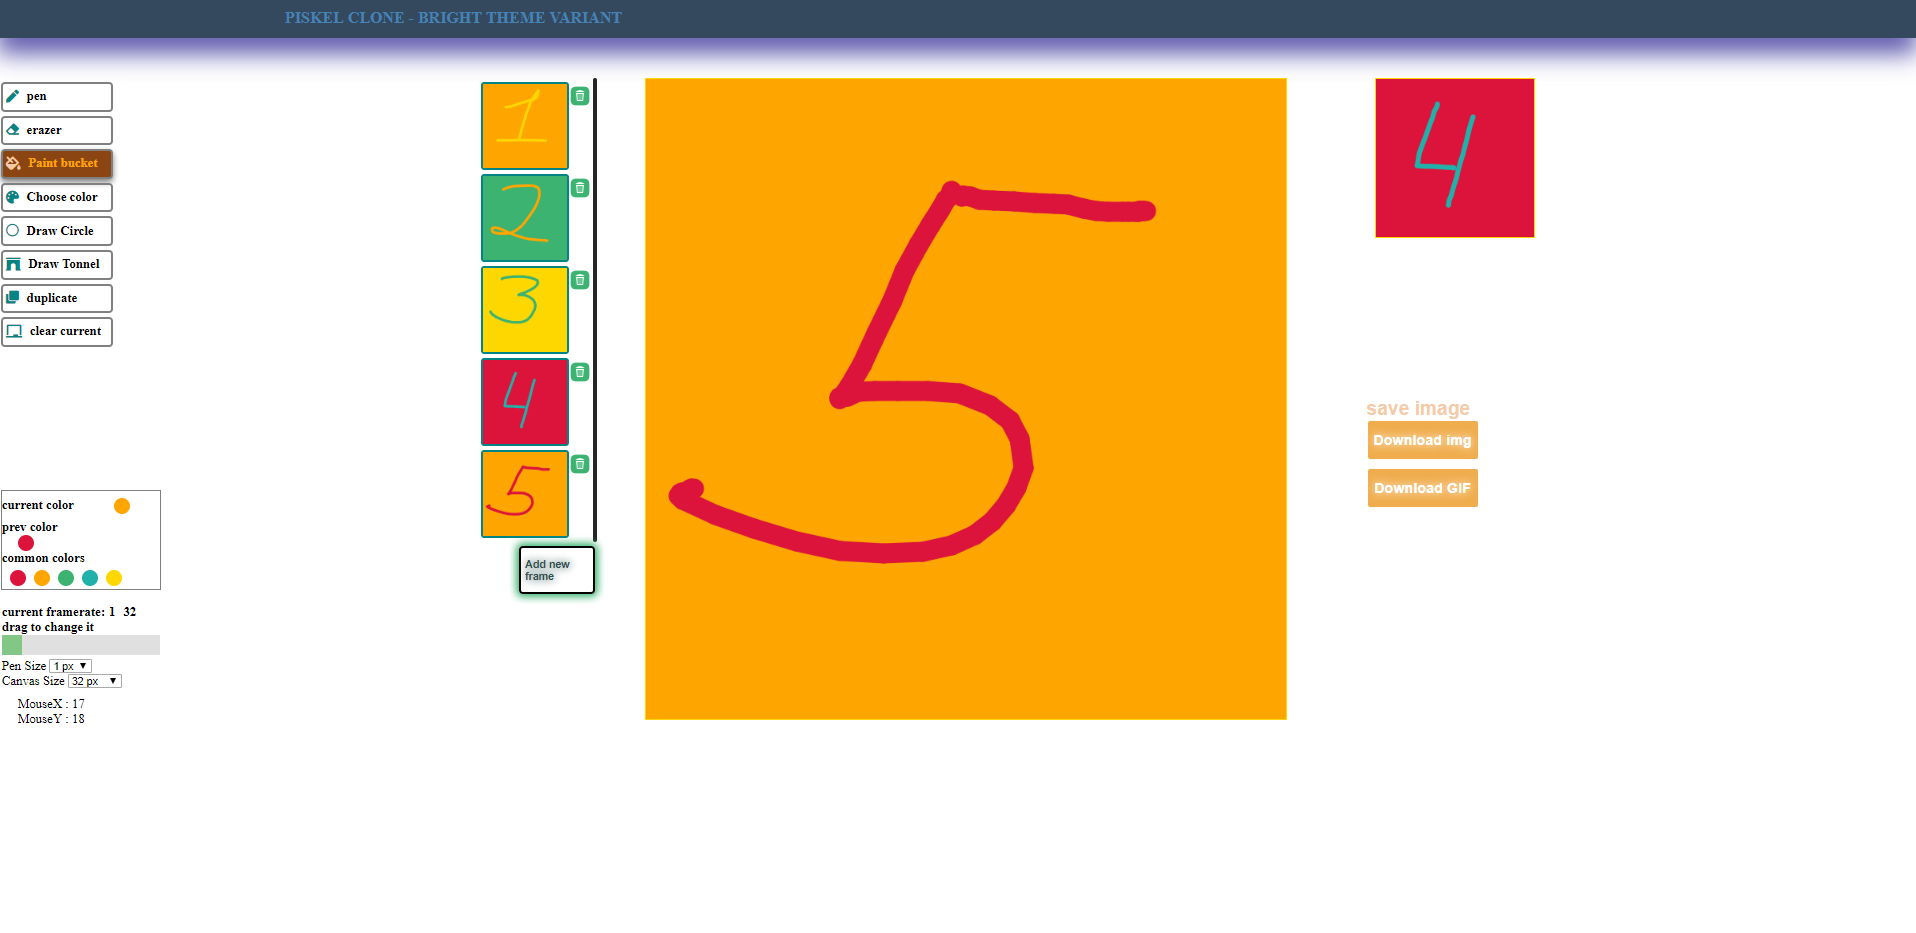 PISKEL CLONE - BRIGHT THEME VARIANT
pen
erazer
Paint bucket
Choose color
Draw Circle
Draw Tonnel
duplicate
clear current
current color
prev color
common colors
current framerate: 1 32
drag to change it
Pen Size 1 px
Canvas Size 32 px
MouseX : 17
MouseY : 18
1
2
3
4
5
Add new
frame
5
4
save image
Download img
Download GIF